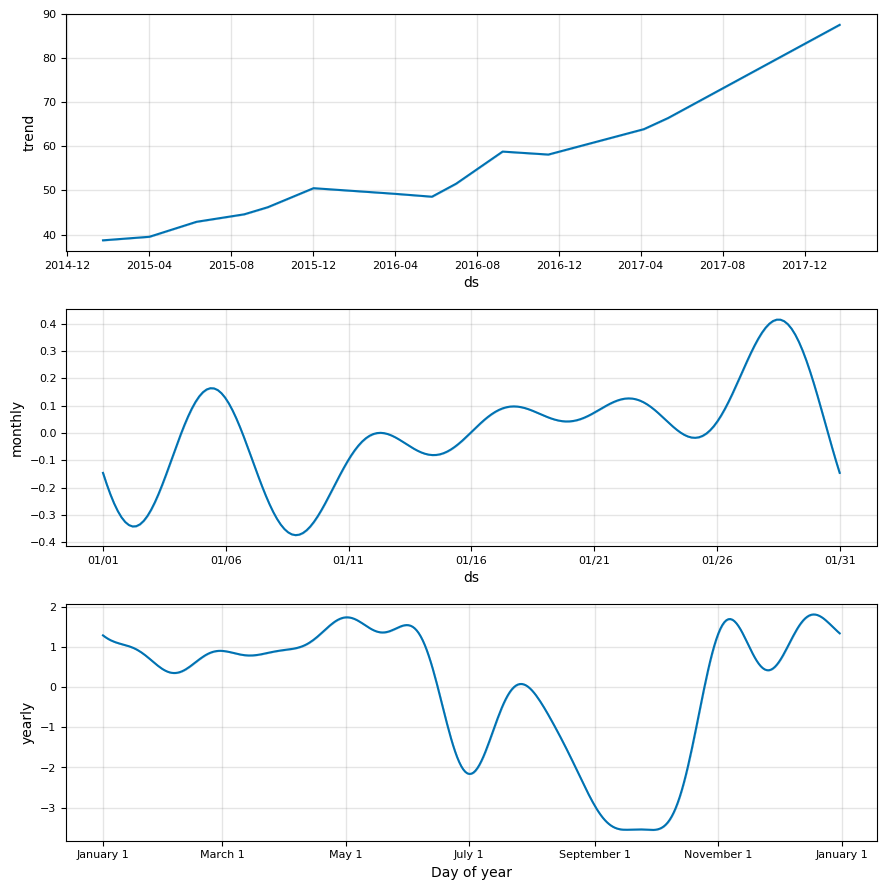 90
80
70
60
50
40
trend
2014-12 2015-04 2015-08 2015-12 2016-04 2016-08 2016-12 2017-04 2017-08 2017-12
ds
0.4
0.3
0.2
0.1
0.0
−0.1
−0.2
−0.3
−0.4
monthly
01/01 01/06 01/11 01/16 01/21 01/26 01/31
ds
2
1
0
−1
−2
−3
yearly
January 1 March 1 May 1 July 1 September 1 November 1 January 1
Day of year